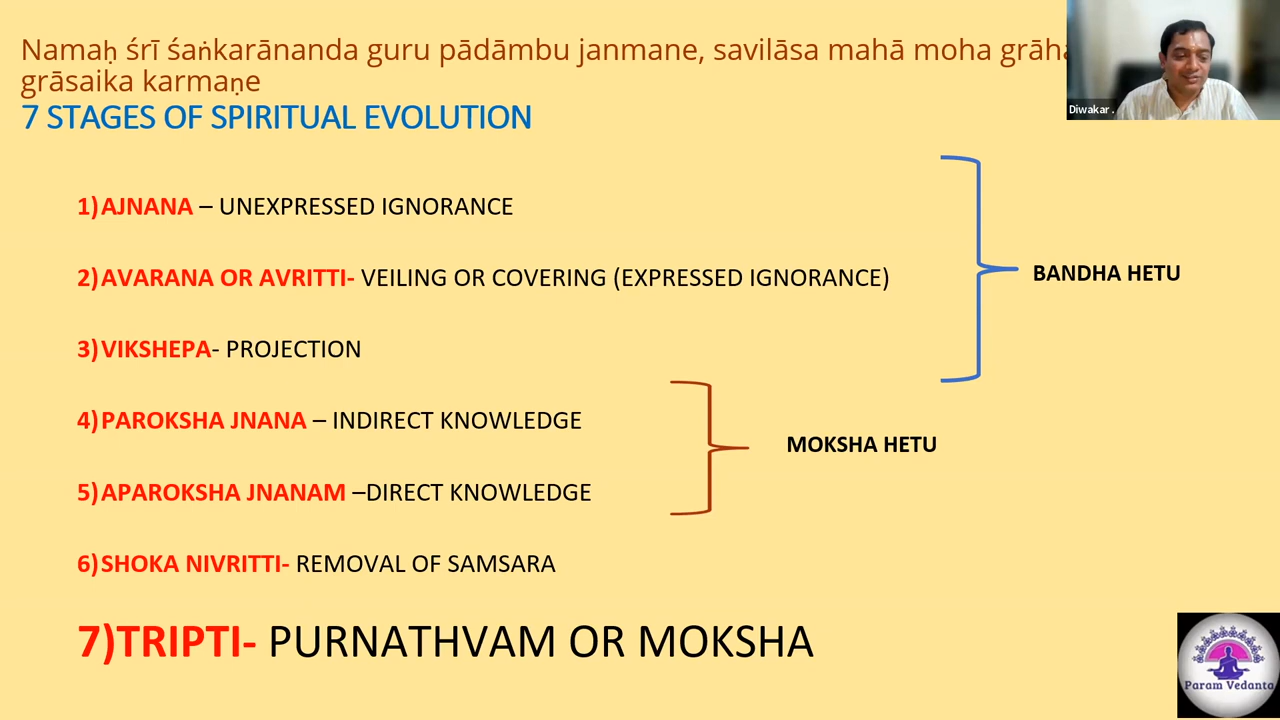 Namaḥ śrī śaṅkarānanda guru pādāmbu janmane, savilāsa mahā moha
grāsaika karmaṇe
7 STAGES OF SPIRITUAL EVOLUTION
Diwakar .
1)AJNANA – UNEXPRESSED IGNORANCE
2)AVARANA OR AVRITTI- VEILING OR COVERING (EXPRESSED IGNORANCE)
BANDHA HETU
3)VIKSHEPA- PROJECTION
4)PAROKSHA JNANA – INDIRECT KNOWLEDGE
MOKSHA HETU
5)APAROKSHA JNANAM –DIRECT KNOWLEDGE
6)SHOKA NIVRITTI- REMOVAL OF SAMSARA
7)TRIPTI- PURNATHVAM OR MOKSHA
Param Vedanta